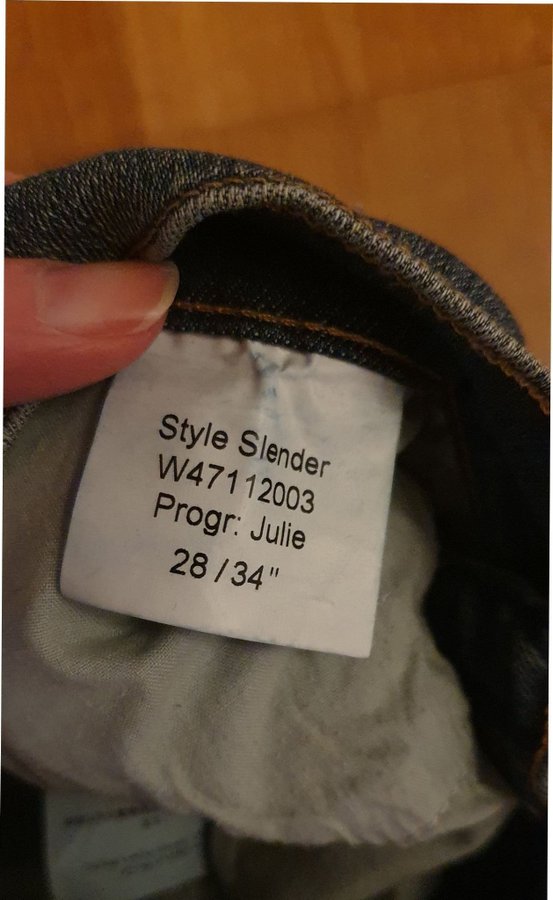 Style Slender
W47112003
Progr: Julie
28 / 34"